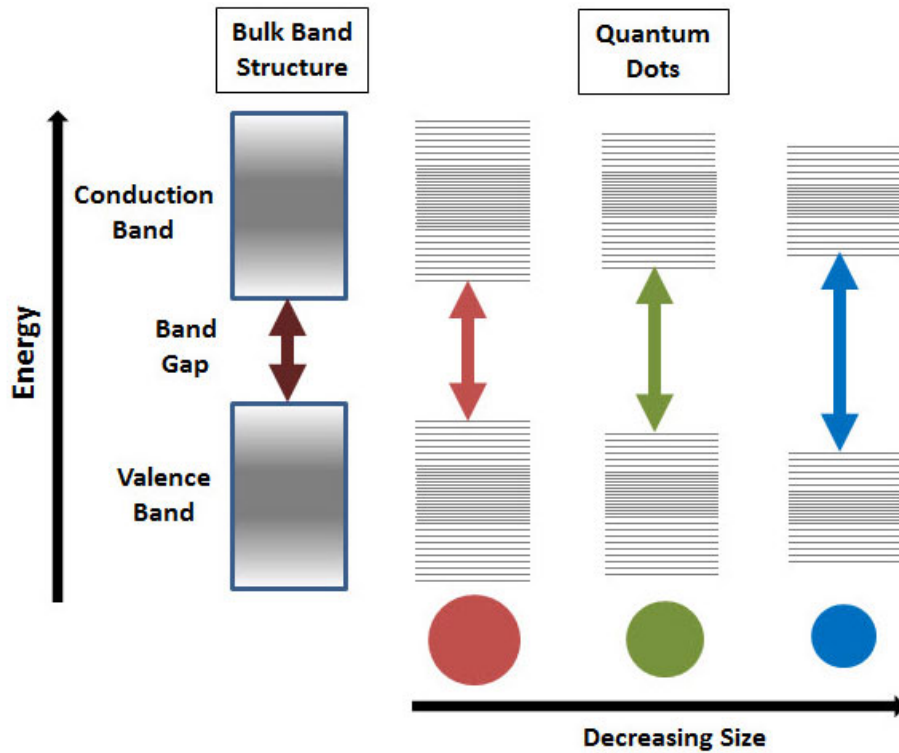 Bulk Band
Structure
Quantum
Dots
Conduction
Band
Band
Gap
Energy
Valence
Band
Decreasing Size